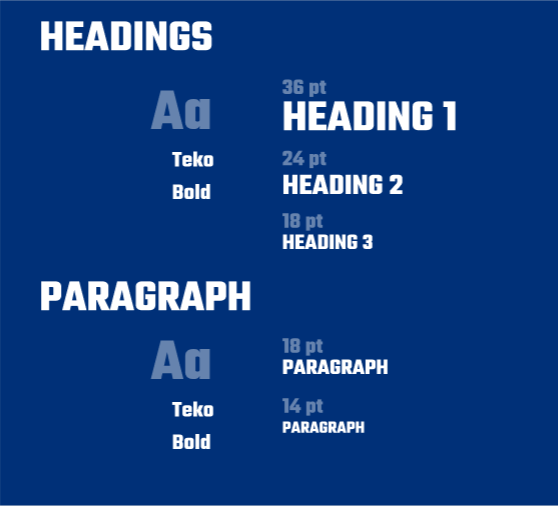 HEADINGS
Aa
Teko
Bold
36 pt
HEADING 1
24 pt
HEADING 2
18 pt
HEADING 3
PARAGRAPH
Aa
Teko
Bold
18 pt
PARAGRAPH
14 pt
PARAGRAPH